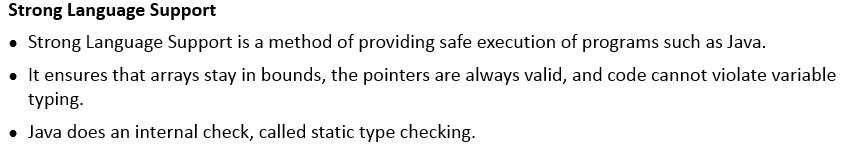 Strong Language Support
• Strong Language Support is a method of providing safe execution of programs such as Java.
• It ensures that arrays stay in bounds, the pointers are always valid, and code cannot violate variable
typing.
• Java does an internal check, called static type checking.